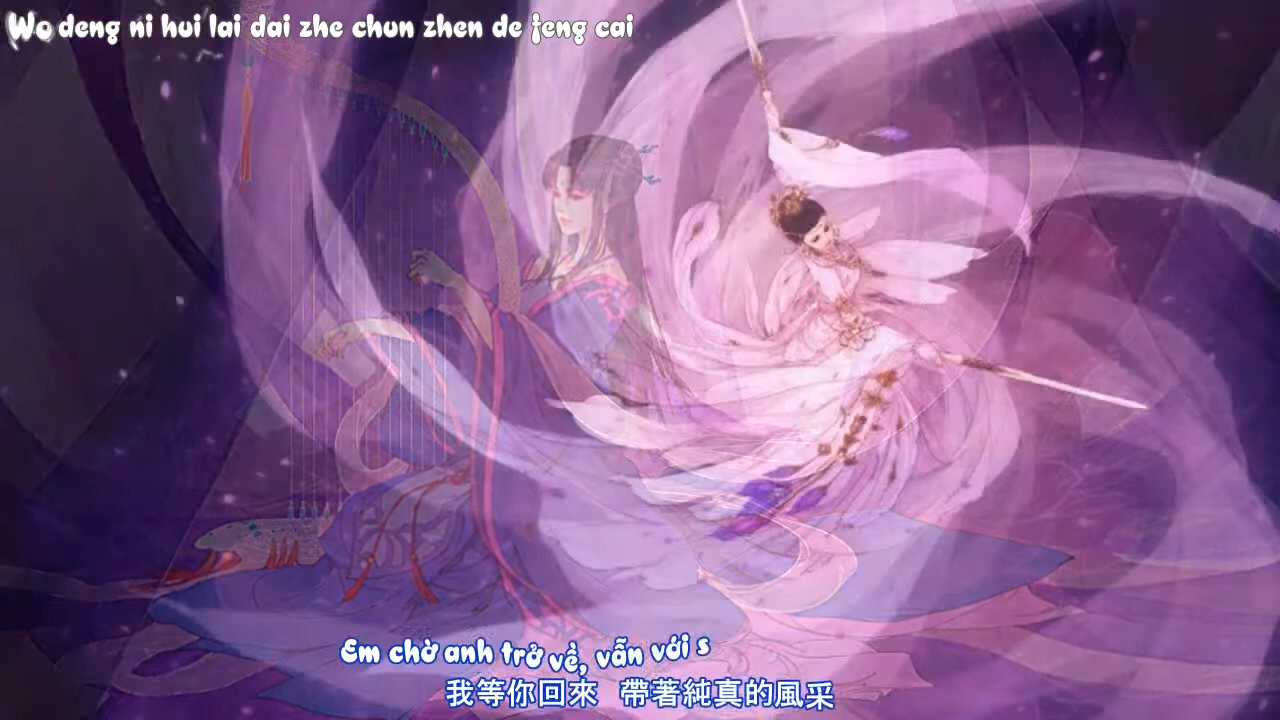 Wo deng ni hui lai dai zhe chun zhen de feng cai
Em chờ anh trở về, vẫn với s
我等你回來 帶著純真的風采